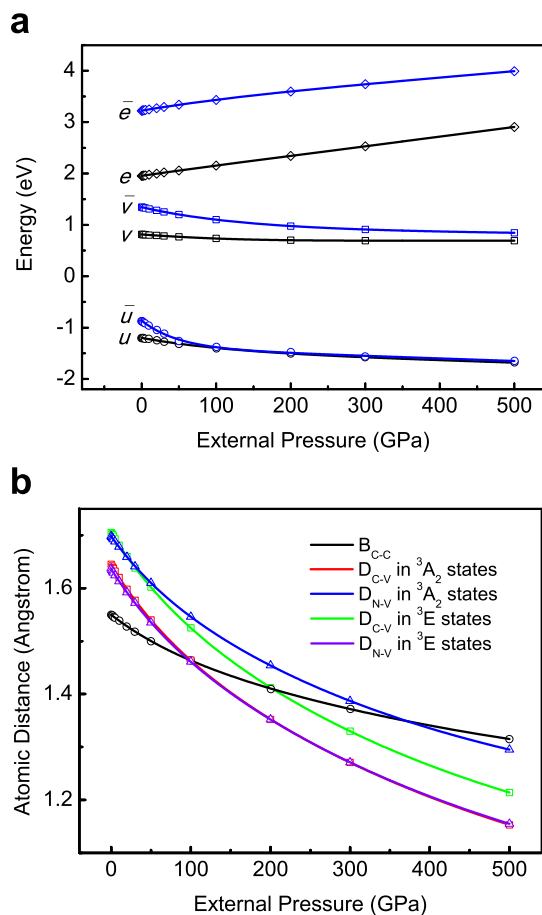 a
4
3
2
1
0
-1
-2
Energy (eV)
e̅
e
v̅
v
u̅
u
0 100 200 300 400 500
External Pressure (GPa)
b
1.6
1.4
1.2
Atomic Distance (Angstrom)
B_C-C
D_C-V in ³A₂ states
D_N-V in ³A₂ states
D_C-V in ³E states
D_N-V in ³E states
0 100 200 300 400 500
External Pressure (GPa)